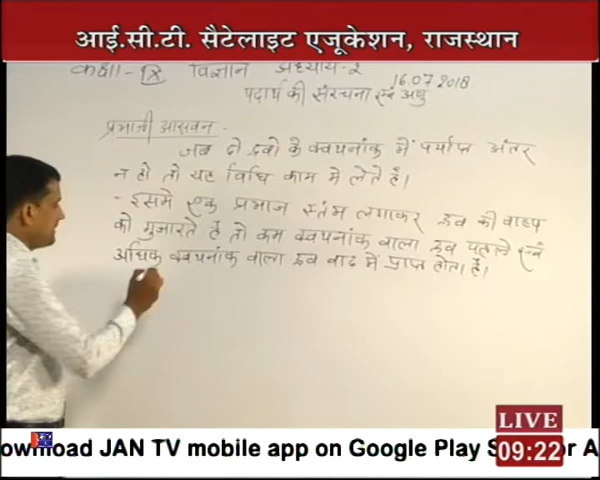 आई.सी.टी. सैटेलाइट एजूकेशन, राजस्थान
कक्षा - IX विज्ञान अध्याय-2 16.07 2018
पदार्थ की संरचना एवं अणु
प्रभाजी आसवन -
जब दो द्रवों के क्वथनांक में पर्याप्त अंतर
न हो तो यह विधि काम मे लेते है।
- इसमें एक प्रभाज स्तंभ लगाकर द्रव की वाष्प
को गुजारते है तो कम क्वथनांक वाला द्रव पहले एवं
अधिक क्वथनांक वाला द्रव बाद में प्राप्त होता है।
LIVE
09:22
ownload JAN TV mobile app on Google Play S or A